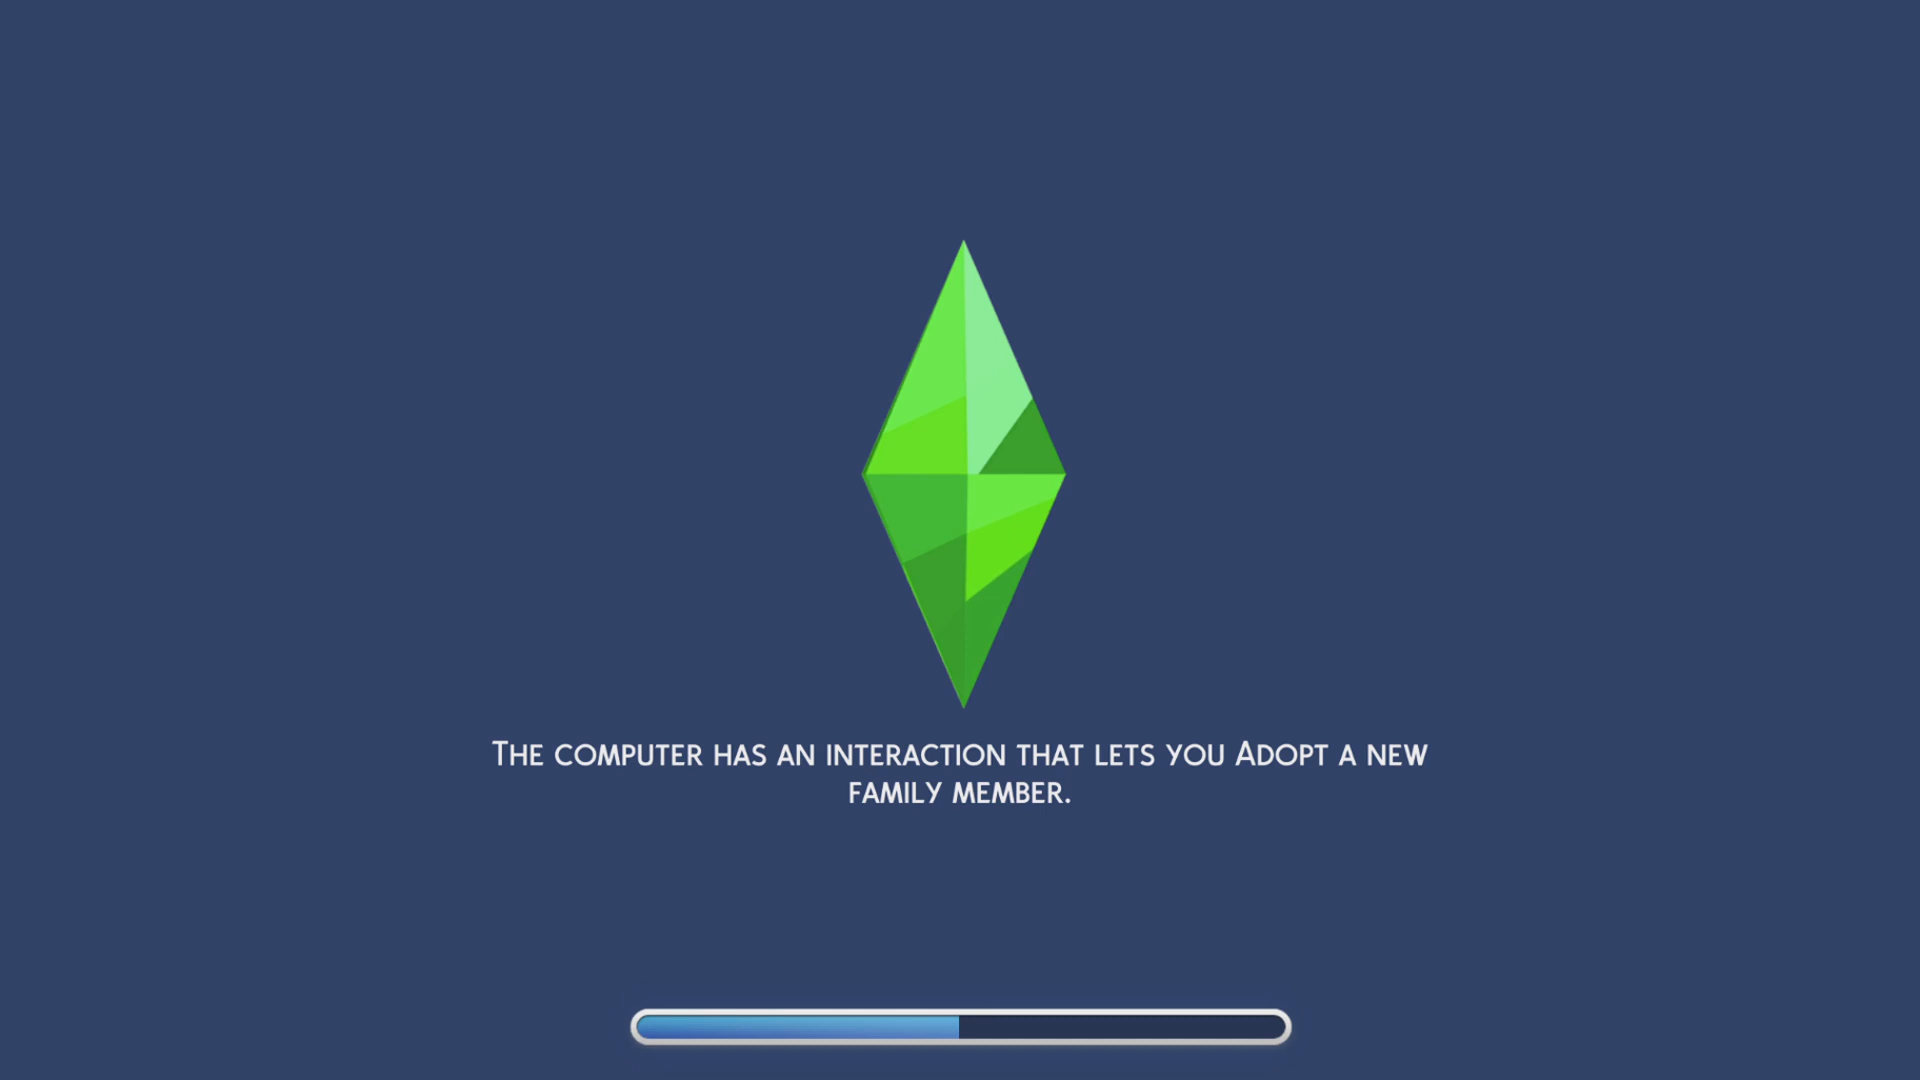 The computer has an interaction that lets you Adopt a new
family member.